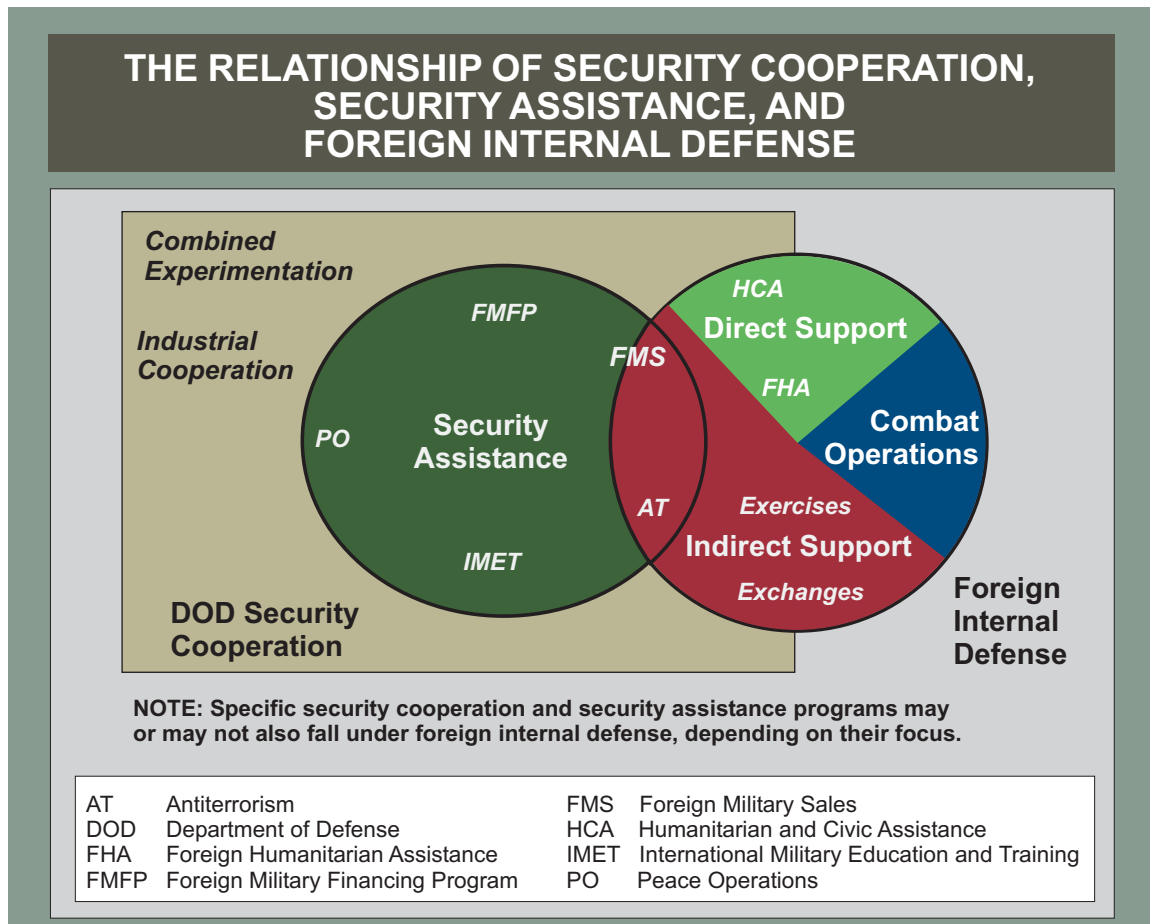 THE RELATIONSHIP OF SECURITY COOPERATION,
SECURITY ASSISTANCE, AND
FOREIGN INTERNAL DEFENSE
Combined
Experimentation
Industrial
Cooperation
FMFP
PO
Security
Assistance
IMET
DOD Security
Cooperation
FMS
AT
HCA
Direct Support
FHA
Combat
Operations
Exercises
Indirect Support
Exchanges
Foreign
Internal
Defense
NOTE: Specific security cooperation and security assistance programs may
or may not also fall under foreign internal defense, depending on their focus.
AT Antiterrorism
DOD Department of Defense
FHA Foreign Humanitarian Assistance
FMFP Foreign Military Financing Program
FMS Foreign Military Sales
HCA Humanitarian and Civic Assistance
IMET International Military Education and Training
PO Peace Operations